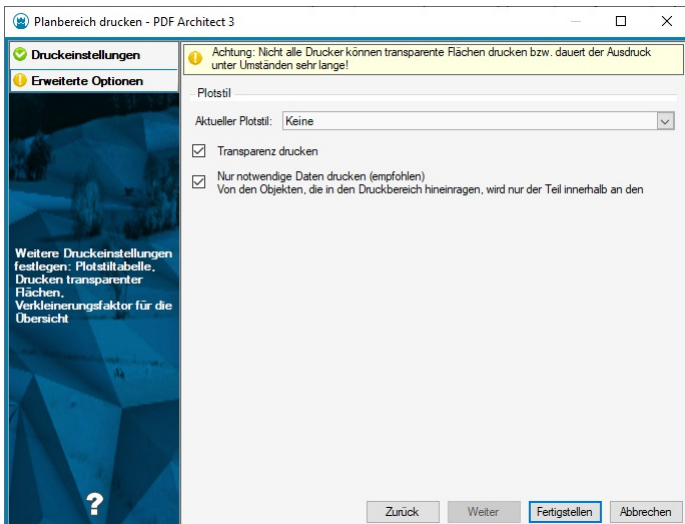 Planbereich drucken - PDF Architect 3
Druckeinstellungen
Erweiterte Optionen
Weitere Druckeinstellungen
festlegen: Plotstiltabelle,
Drucken transparenter
Flächen,
Verkleinerungsfaktor für die
Übersicht
?
Achtung: Nicht alle Drucker können transparente Flächen drucken bzw. dauert der Ausdruck
unter Umständen sehr lange!
Plotstil
Aktueller Plotstil: Keine
Transparenz drucken
Nur notwendige Daten drucken (empfohlen)
Von den Objekten, die in den Druckbereich hineinragen, wird nur der Teil innerhalb an den
Zurück Weiter Fertigstellen Abbrechen